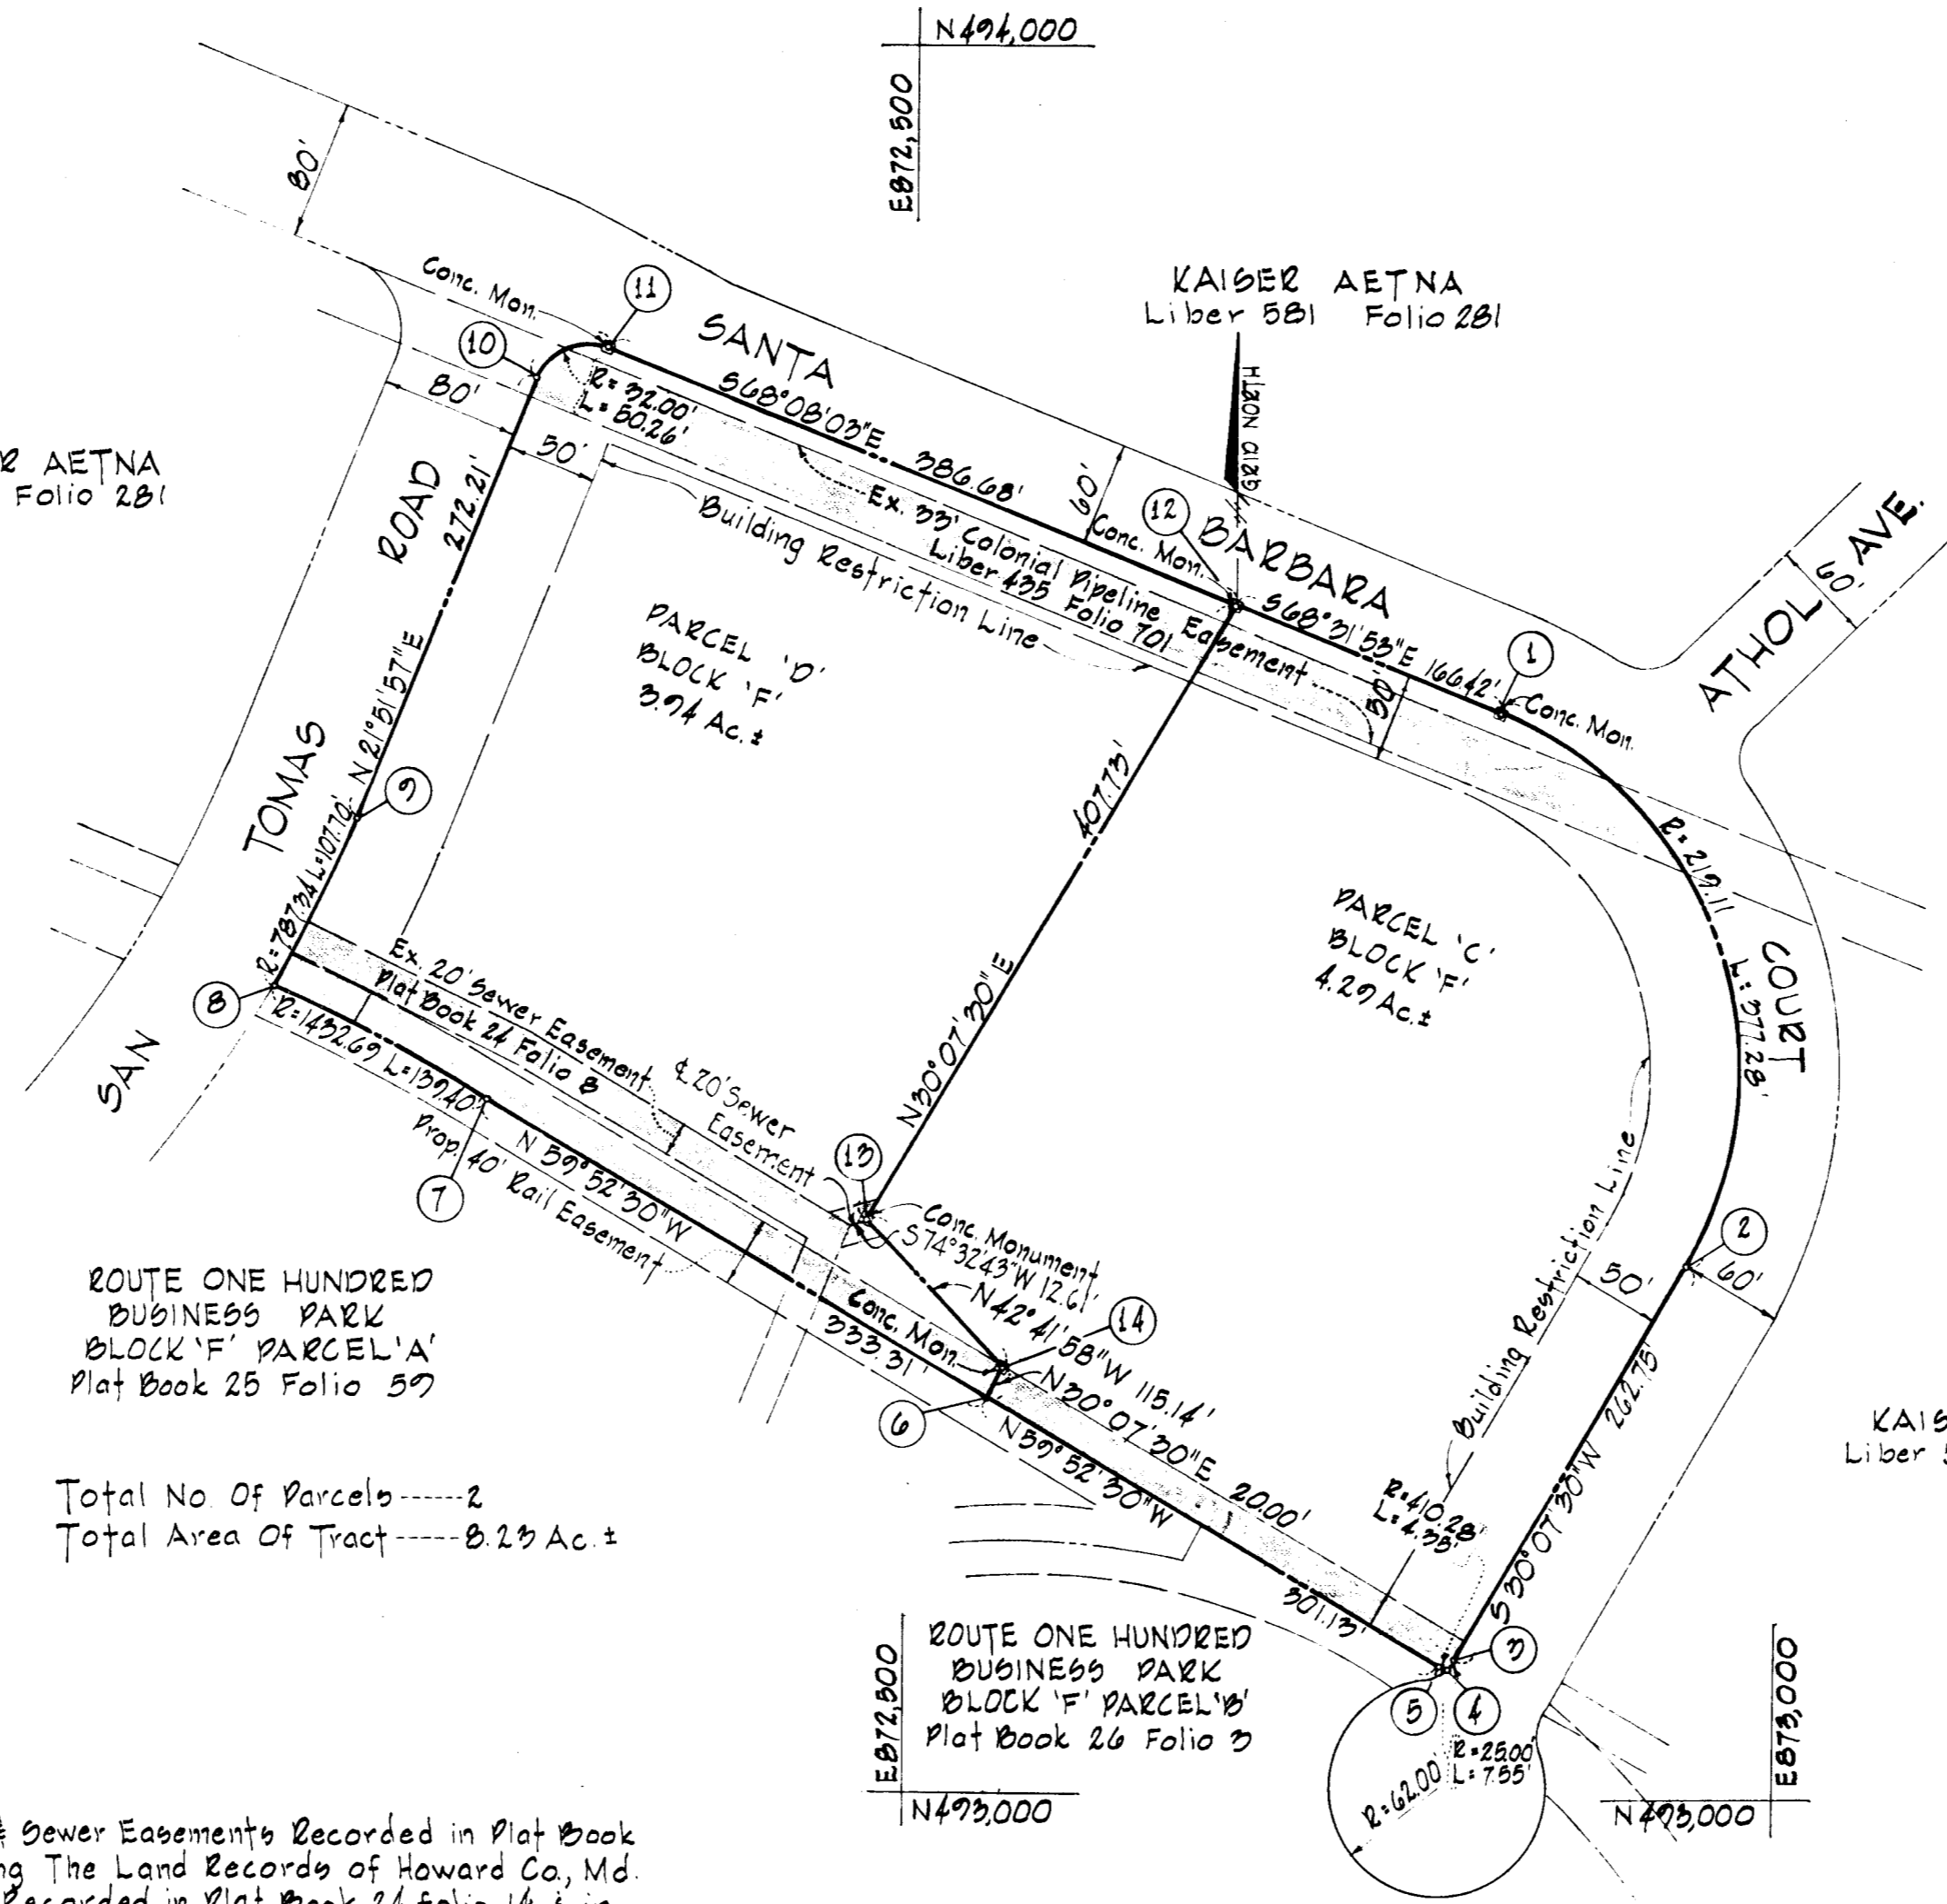 N494,000
E872,500
80'
KAISER AETNA
Liber 581 Folio 281
GRID NORTH
Conc. Mon.
11
10
SANTA
S68°08'03"E
386.68'
R=32.00'
L=50.26'
80'
50'
60'
R AETNA
Folio 281
ROAD
272.21'
Building Restriction Line
Ex. 33' Colonial Pipeline Easement
Liber 435 Folio 701
Conc. Mon.
12
BARBARA
S68°31'53"E 166.42'
1
Conc. Mon.
50'
ATHOL AVE.
60'
PARCEL 'D'
BLOCK 'F'
3.94 Ac.±
N 21°51'57"E
TOMAS
9
407.73'
N30°07'30"E
R=219.11
L=377.28'
COURT
PARCEL 'C'
BLOCK 'F'
4.29 Ac.±
R=787.34 L=107.70'
8
SAN
Ex. 20' Sewer Easement
Plat Book 24 Folio 8
& 20' Sewer
Easement
R=1432.69 L=139.40'
7
Prop. 40' Rail Easement
N 59°52'30"W
333.31'
13
Conc. Monument
S74°32'43"W 12.61'
N42°41'58"W 115.14'
14
Conc. Mon.
N30°07'30"E 20.00'
6
N59°52'30"W
301.13'
Building Restriction Line
2
50'
60'
S30°07'30"W 262.75'
R=410.28'
L=4.38'
3
5
4
R=25.00'
L=7.55'
R=62.00'
ROUTE ONE HUNDRED
BUSINESS PARK
BLOCK 'F' PARCEL 'A'
Plat Book 25 Folio 59
KAIS
Liber 5
Total No. Of Parcels ------ 2
Total Area Of Tract ------ 8.23 Ac.±
ROUTE ONE HUNDRED
BUSINESS PARK
BLOCK 'F' PARCEL 'B'
Plat Book 26 Folio 3
E872,500
N493,000
E873,000
N493,000
& Sewer Easements Recorded in Plat Book
ng The Land Records of Howard Co., Md.
Recorded in Plat Book 24 folio 14 & in